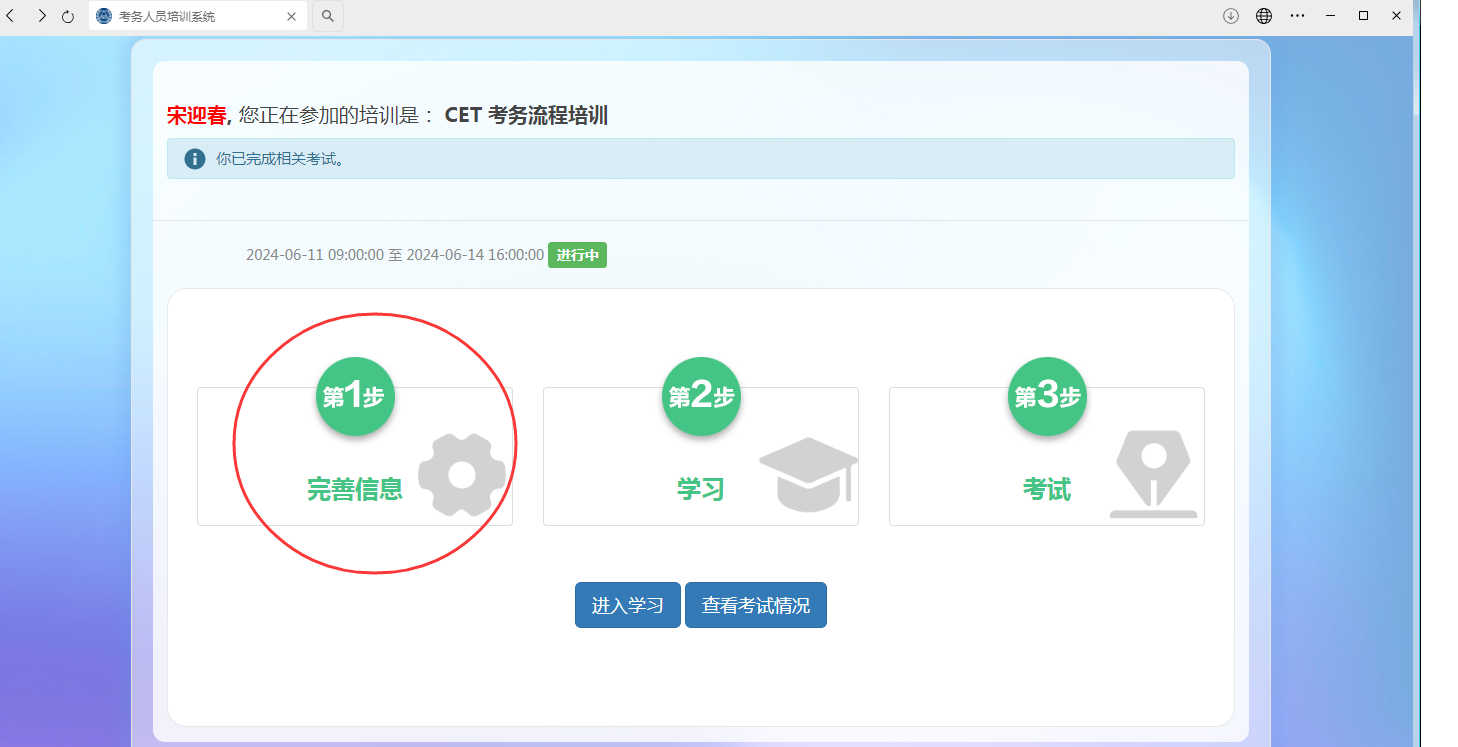 考务人员培训系统
宋迎春, 您正在参加的培训是： CET 考务流程培训
你已完成相关考试。
2024-06-11 09:00:00 至 2024-06-14 16:00:00 进行中
第1步
完善信息
第2步
学习
第3步
考试
进入学习 查看考试情况